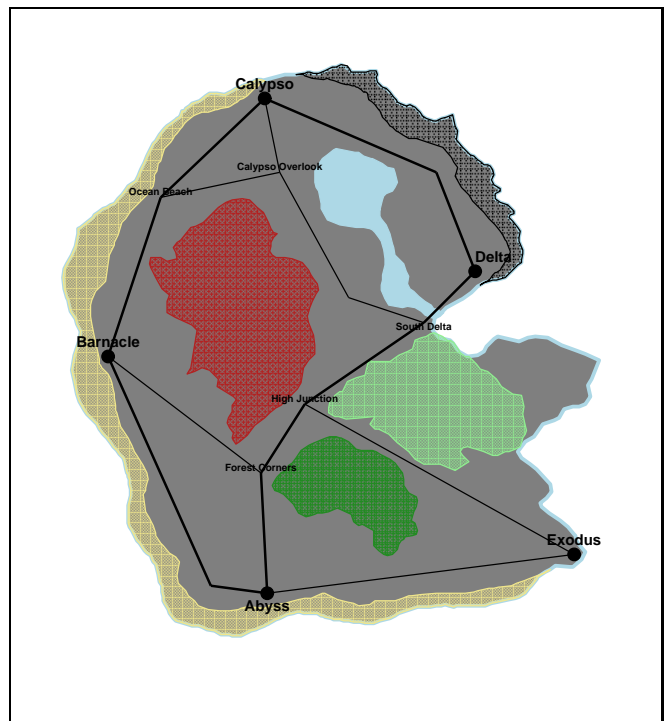 Calypso
Calypso Overlook
Ocean Beach
Delta
South Delta
Barnacle
High Junction
Forest Corners
Exodus
Abyss